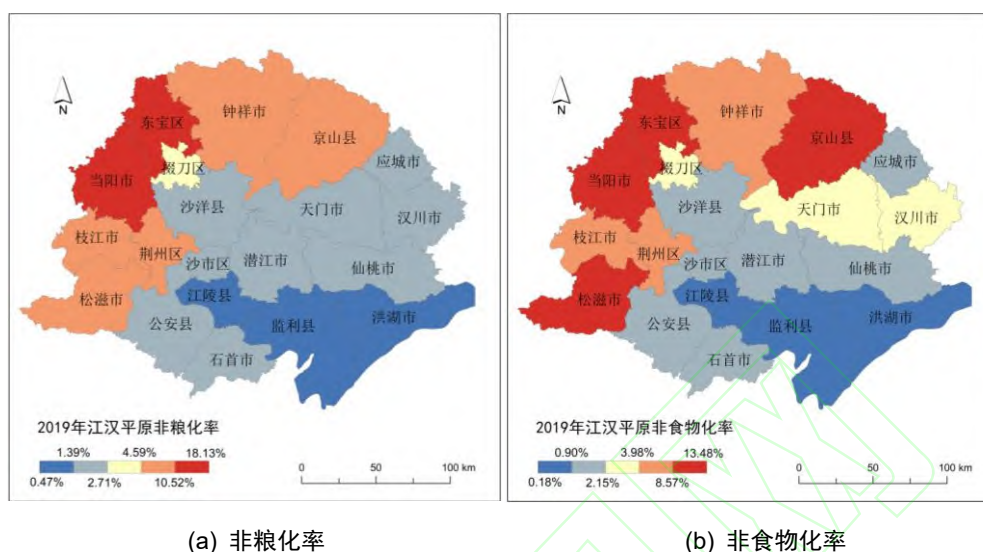 N
钟祥市
东宝区
京山县
掇刀区
应城市
当阳市
沙洋县
天门市
汉川市
枝江市
荆州区
沙市区
潜江市
仙桃市
松滋市
江陵县
公安县
监利县
洪湖市
石首市
2019年江汉平原非粮化率
1.39% 4.59% 18.13%
0.47% 2.71% 10.52%
0 50 100 km
N
钟祥市
东宝区
京山县
掇刀区
应城市
当阳市
沙洋县
天门市
汉川市
枝江市
荆州区
沙市区
潜江市
仙桃市
松滋市
江陵县
公安县
监利县
洪湖市
石首市
2019年江汉平原非食物化率
0.90% 3.98% 13.48%
0.18% 2.15% 8.57%
0 50 100 km
(a) 非粮化率
(b) 非食物化率